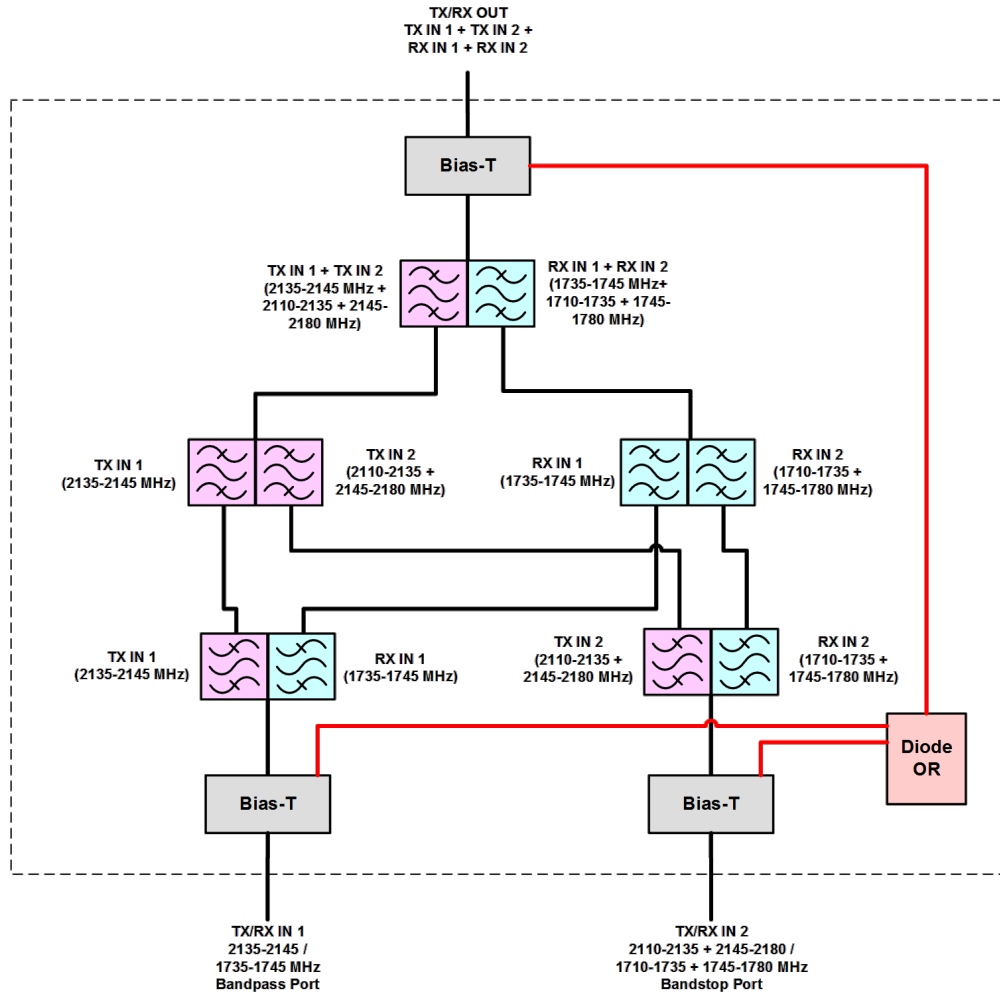 TX/RX OUT
TX IN 1 + TX IN 2 +
RX IN 1 + RX IN 2
Bias-T
TX IN 1 + TX IN 2
(2135-2145 MHz +
2110-2135 + 2145-
2180 MHz)
RX IN 1 + RX IN 2
(1735-1745 MHz+
1710-1735 + 1745-
1780 MHz)
TX IN 1
(2135-2145 MHz)
TX IN 2
(2110-2135 +
2145-2180 MHz)
RX IN 1
(1735-1745 MHz)
RX IN 2
(1710-1735 +
1745-1780 MHz)
TX IN 1
(2135-2145 MHz)
RX IN 1
(1735-1745 MHz)
TX IN 2
(2110-2135 +
2145-2180 MHz)
RX IN 2
(1710-1735 +
1745-1780 MHz)
Diode
OR
Bias-T
Bias-T
TX/RX IN 1
2135-2145 /
1735-1745 MHz
Bandpass Port
TX/RX IN 2
2110-2135 + 2145-2180 /
1710-1735 + 1745-1780 MHz
Bandstop Port